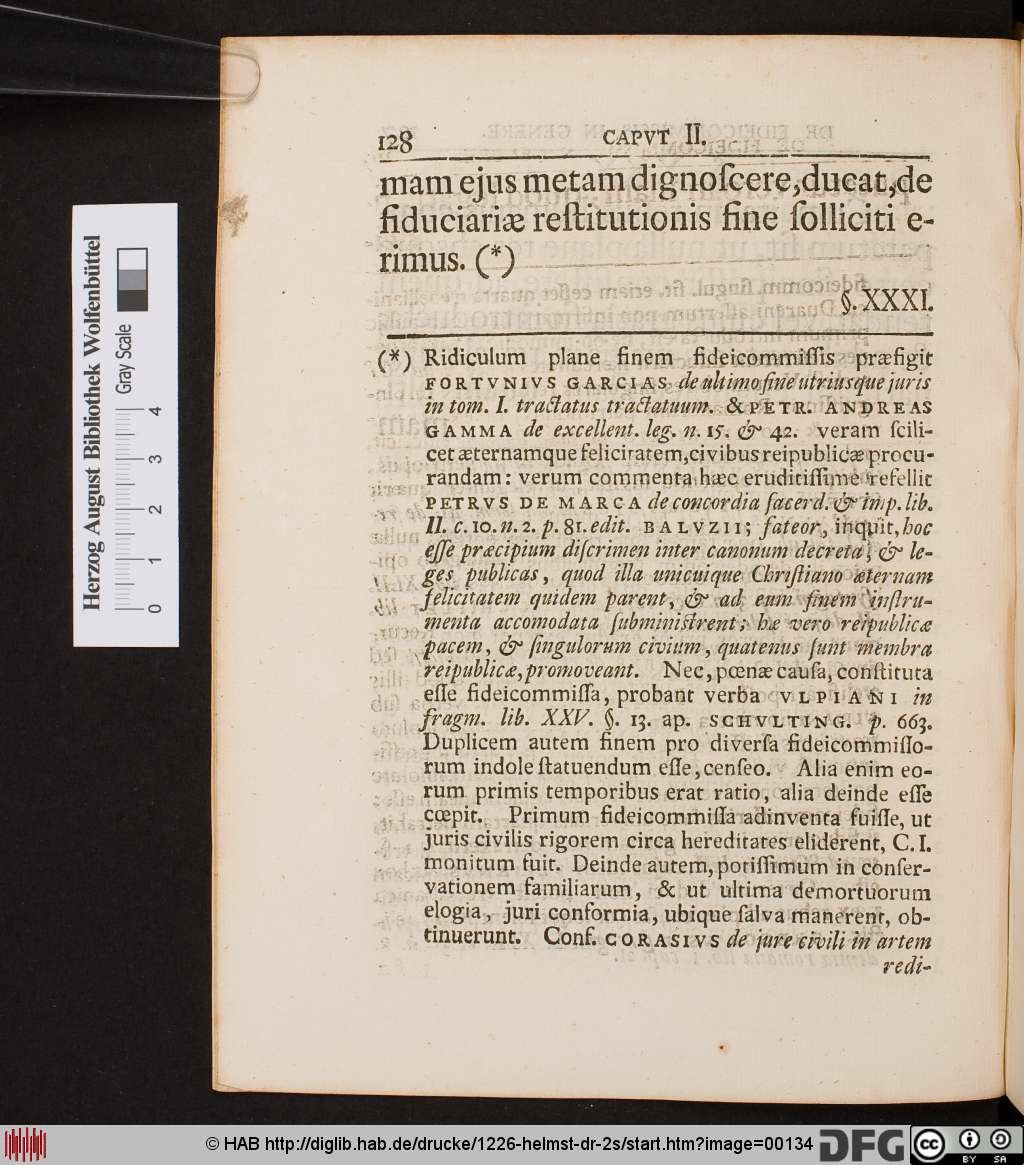 128 CAPVT II.
mam ejus metam dignoſcere, ducat, de
fiduciariæ reſtitutionis fine ſolliciti e-
rimus. (*)
§. XXXI.
(*) Ridiculum plane finem fideicommiſſis præfigit
FORTVNIVS GARCIAS de ultimo fine utriusque juris
in tom. I. tractatus tractatuum. & PETR. ANDREAS
GAMMA de excellent. leg. n. 15. & 42. veram ſcili-
cet æternamque felicitatem, civibus reipublicæ procu-
randam: verum commenta hæc eruditiſſime refellit
PETRVS DE MARCA de concordia ſacerd. & imp. lib.
II. c. 10. n. 2. p. 81. edit. BALVZII; fateor, inquit, hoc
eſſe præcipium diſcrimen inter canonum decreta, & le-
ges publicas, quod illa unicuique Chriſtiano æternam
felicitatem quidem parent, & ad eum finem inſtru-
menta accomodata ſubminiſtrent; hæ vero reipublicæ
pacem, & ſingulorum civium, quatenus ſunt membra
reipublicæ, promoveant. Nec, pœnæ cauſa, conſtituta
eſſe fideicommiſſa, probant verba VLPIANI in
fragm. lib. XXV. §. 13. ap. SCHVLTING. p. 663.
Duplicem autem finem pro diverſa fideicommiſſo-
rum indole ſtatuendum eſſe, cenſeo. Alia enim eo-
rum primis temporibus erat ratio, alia deinde eſſe
cœpit. Primum fideicommiſſa adinventa fuiſſe, ut
juris civilis rigorem circa hereditates eliderent, C. I.
monitum fuit. Deinde autem, potiſſimum in conſer-
vationem familiarum, & ut ultima demortuorum
elogia, juri conformia, ubique ſalva manerent, ob-
tinuerunt. Conf. CORASIVS de jure civili in artem
redi-
Herzog August Bibliothek Wolfenbüttel
Gray Scale
0 1 2 3 4
© HAB http://diglib.hab.de/drucke/1226-helmst-dr-2s/start.htm?image=00134 DFG CC BY SA